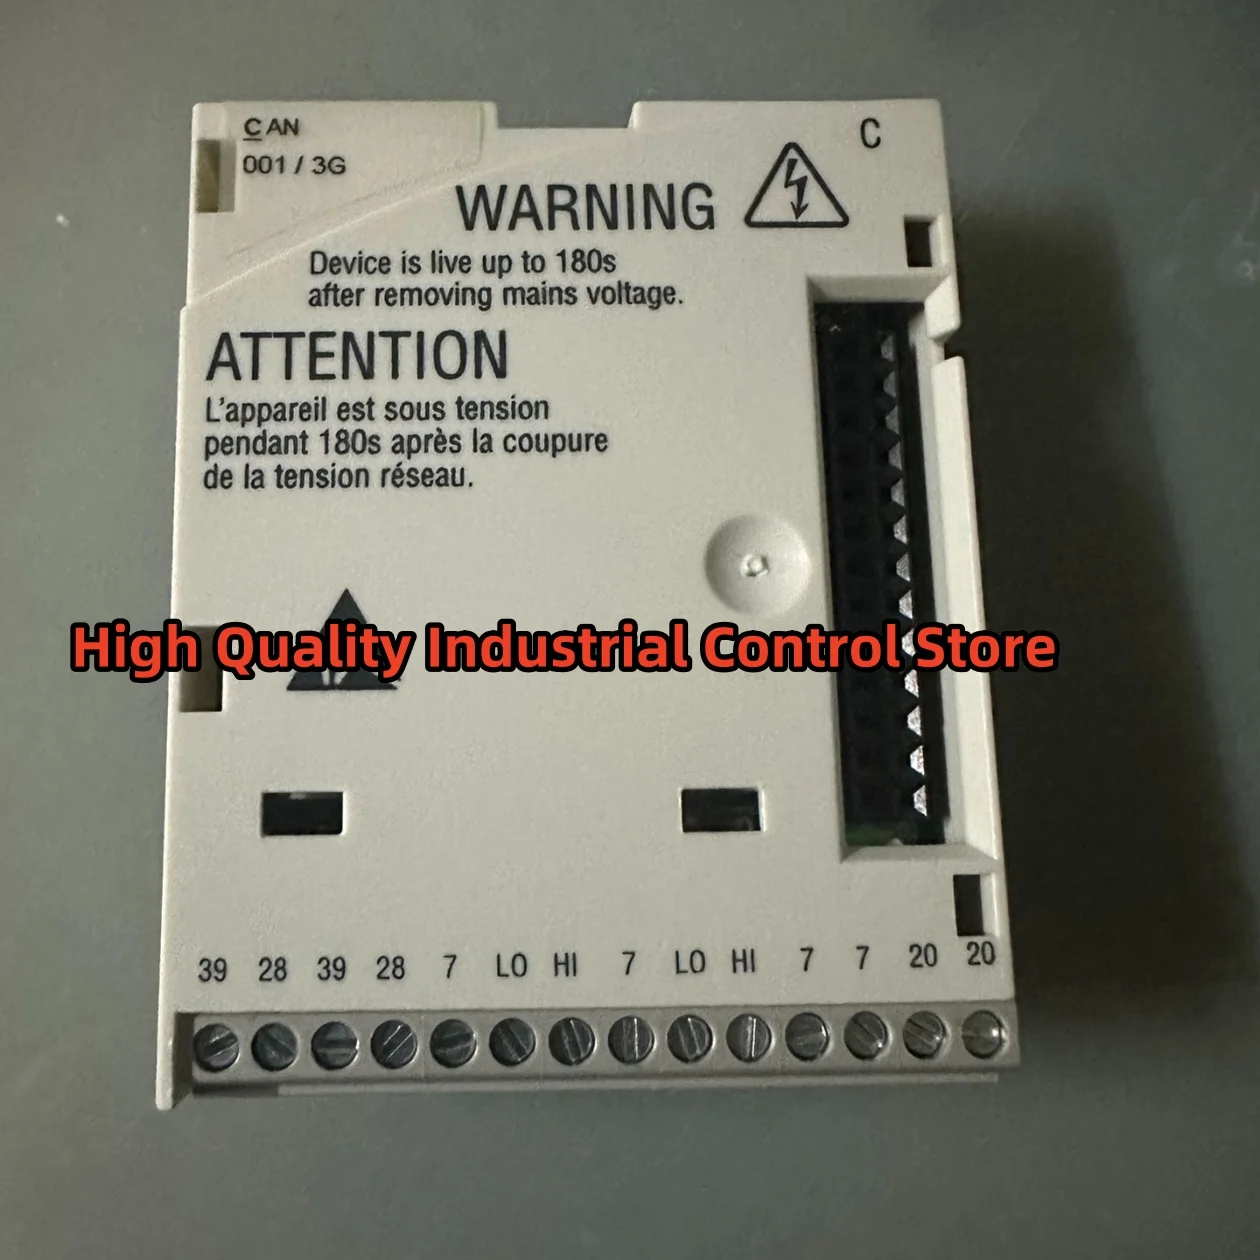 CAN
001 / 3G
C
WARNING
Device is live up to 180s
after removing mains voltage.
ATTENTION
L'appareil est sous tension
pendant 180s après la coupure
de la tension réseau.
High Quality Industrial Control Store
39 28 39 28 7 LO HI 7 LO HI 7 7 20 20